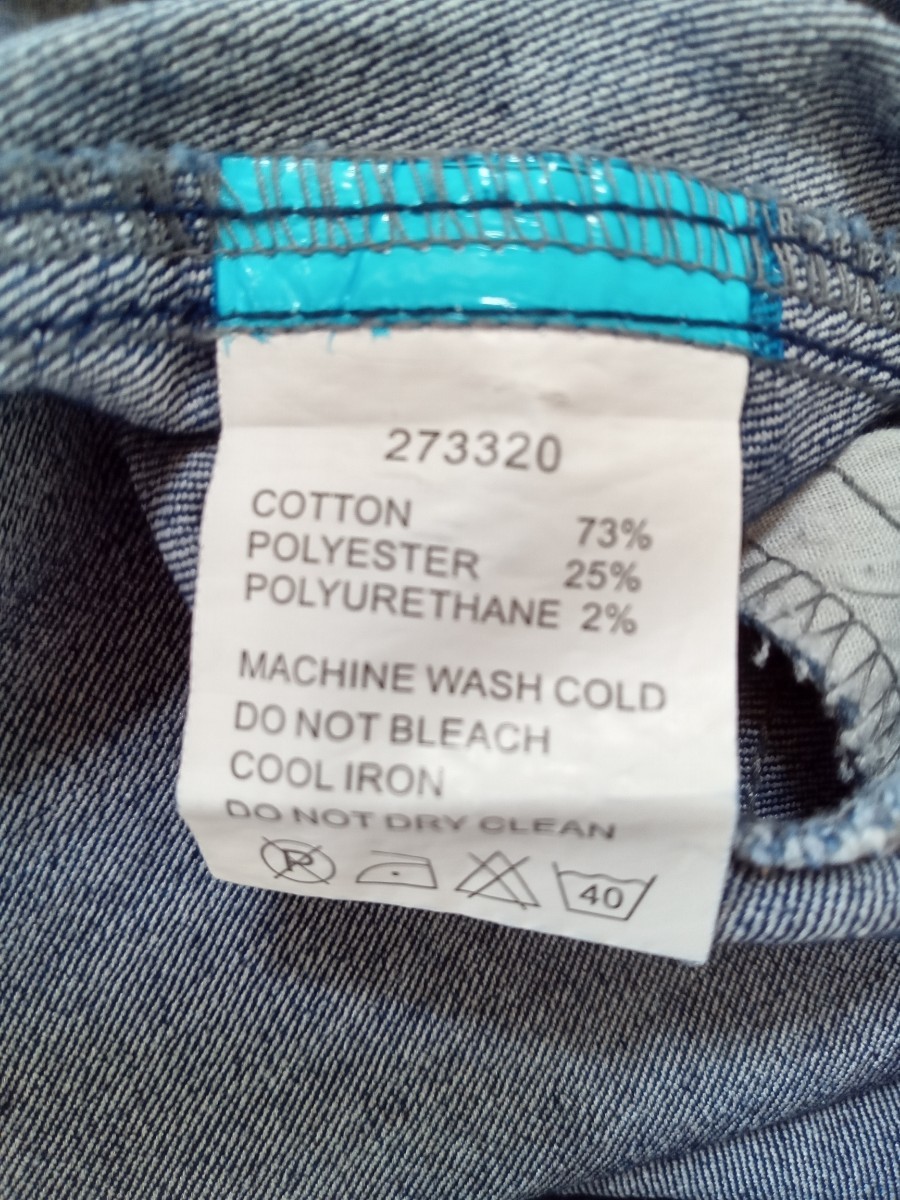 273320
COTTON 73%
POLYESTER 25%
POLYURETHANE 2%
MACHINE WASH COLD
DO NOT BLEACH
COOL IRON
DO NOT DRY CLEAN
P 40